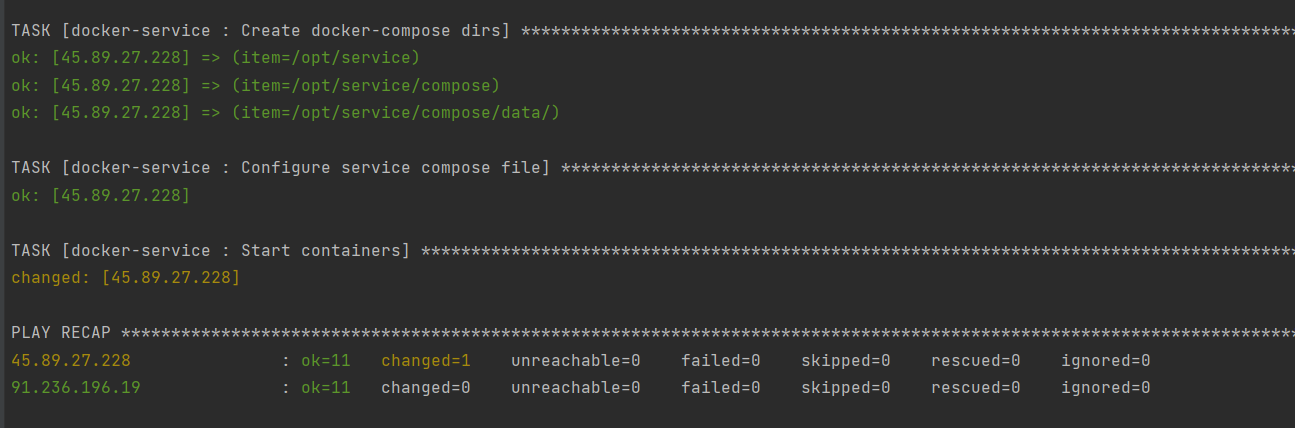 TASK [docker-service : Create docker-compose dirs] ******************************************************************************
ok: [45.89.27.228] => (item=/opt/service)
ok: [45.89.27.228] => (item=/opt/service/compose)
ok: [45.89.27.228] => (item=/opt/service/compose/data/)
TASK [docker-service : Configure service compose file] **************************************************************************
ok: [45.89.27.228]
TASK [docker-service : Start containers] ****************************************************************************************
changed: [45.89.27.228]
PLAY RECAP **********************************************************************************************************************
45.89.27.228 : ok=11 changed=1 unreachable=0 failed=0 skipped=0 rescued=0 ignored=0
91.236.196.19 : ok=11 changed=0 unreachable=0 failed=0 skipped=0 rescued=0 ignored=0